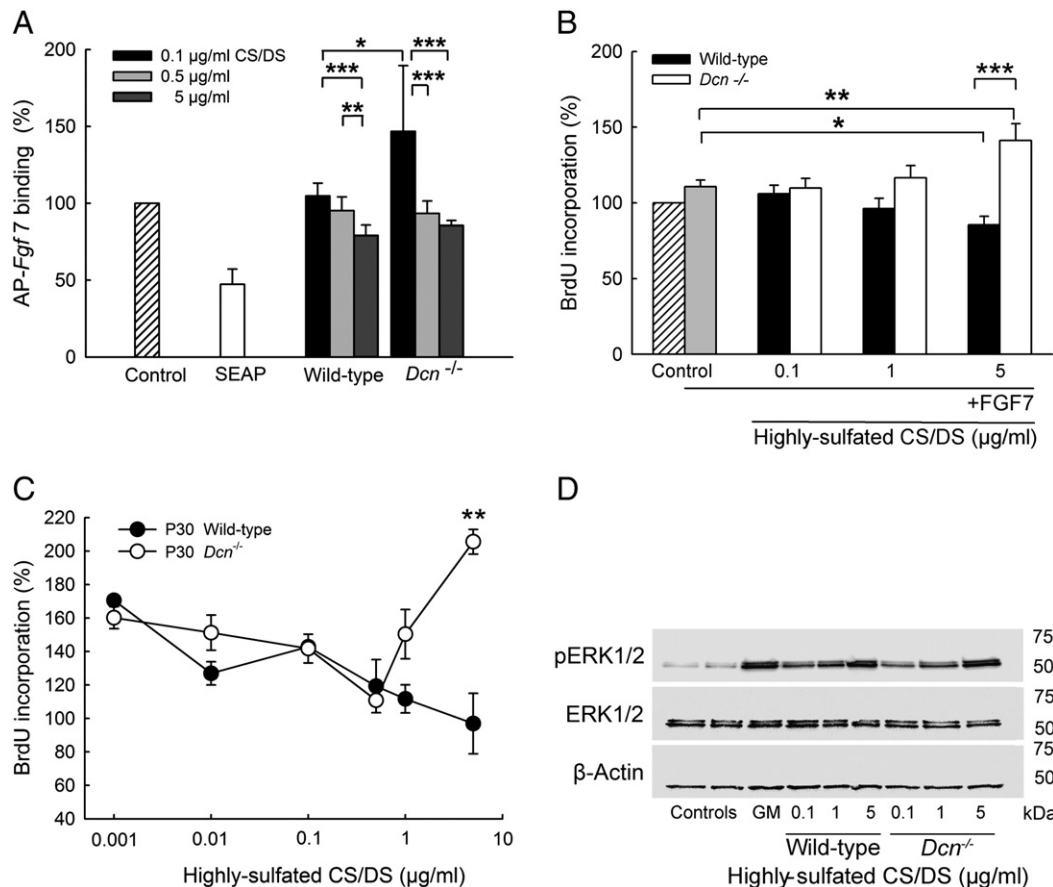 A
0.1 µg/ml CS/DS
0.5 µg/ml
5 µg/ml
*
***
***
**
***
200
150
100
50
0
AP-Fgf 7 binding (%)
Control
SEAP
Wild-type
Dcn -/-
B
Wild-type
Dcn -/-
***
**
*
200
150
100
50
0
BrdU incorporation (%)
Control
0.1
1
5
+FGF7
Highly-sulfated CS/DS (µg/ml)
C
P30 Wild-type
P30 Dcn-/-
**
220
200
180
160
140
120
100
80
60
40
BrdU incorporation (%)
0.001
0.01
0.1
1
10
Highly-sulfated CS/DS (µg/ml)
D
pERK1/2
75
50
ERK1/2
75
50
β-Actin
75
50
Controls GM 0.1 1 5 0.1 1 5 kDa
Wild-type Dcn-/-
Highly-sulfated CS/DS (µg/ml)